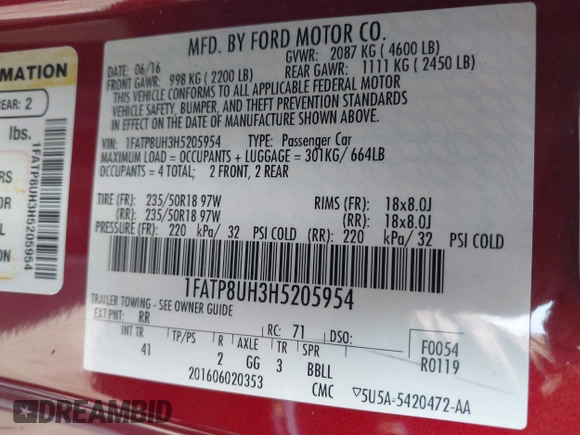 MFD. BY FORD MOTOR CO.
DATE: 06/16 GVWR: 2087 KG ( 4600 LB)
FRONT GAWR: 998 KG ( 2200 LB) REAR GAWR: 1111 KG ( 2450 LB)
THIS VEHICLE CONFORMS TO ALL APPLICABLE FEDERAL MOTOR
VEHICLE SAFETY, BUMPER, AND THEFT PREVENTION STANDARDS
IN EFFECT ON THE DATE OF MANUFACTURE SHOWN ABOVE.
VIN: 1FATP8UH3H5205954 TYPE: Passenger Car
MAXIMUM LOAD = OCCUPANTS + LUGGAGE = 301KG/ 664LB
OCCUPANTS = 4 TOTAL; 2 FRONT, 2 REAR
TIRE (FR): 235/50R18 97W RIMS (FR): 18x8.0J
(RR): 235/50R18 97W (RR): 18x8.0J
PRESSURE (FR): 220 kPa/ 32 PSI COLD (RR): 220 kPa/ 32 PSI COLD
1FATP8UH3H5205954
TRAILER TOWING - SEE OWNER GUIDE
EXT PNT: RR RC: 71 DSO: F0054
INT TR TP/PS R AXLE TR SPR R0119
41 2 GG 3 BBLL
201606020353 CMC ▽5U5A-5420472-AA
ORMATION
EAR: 2
lbs.
ERS
OR
D
1FATP8UH3H5205954
DREAMBID